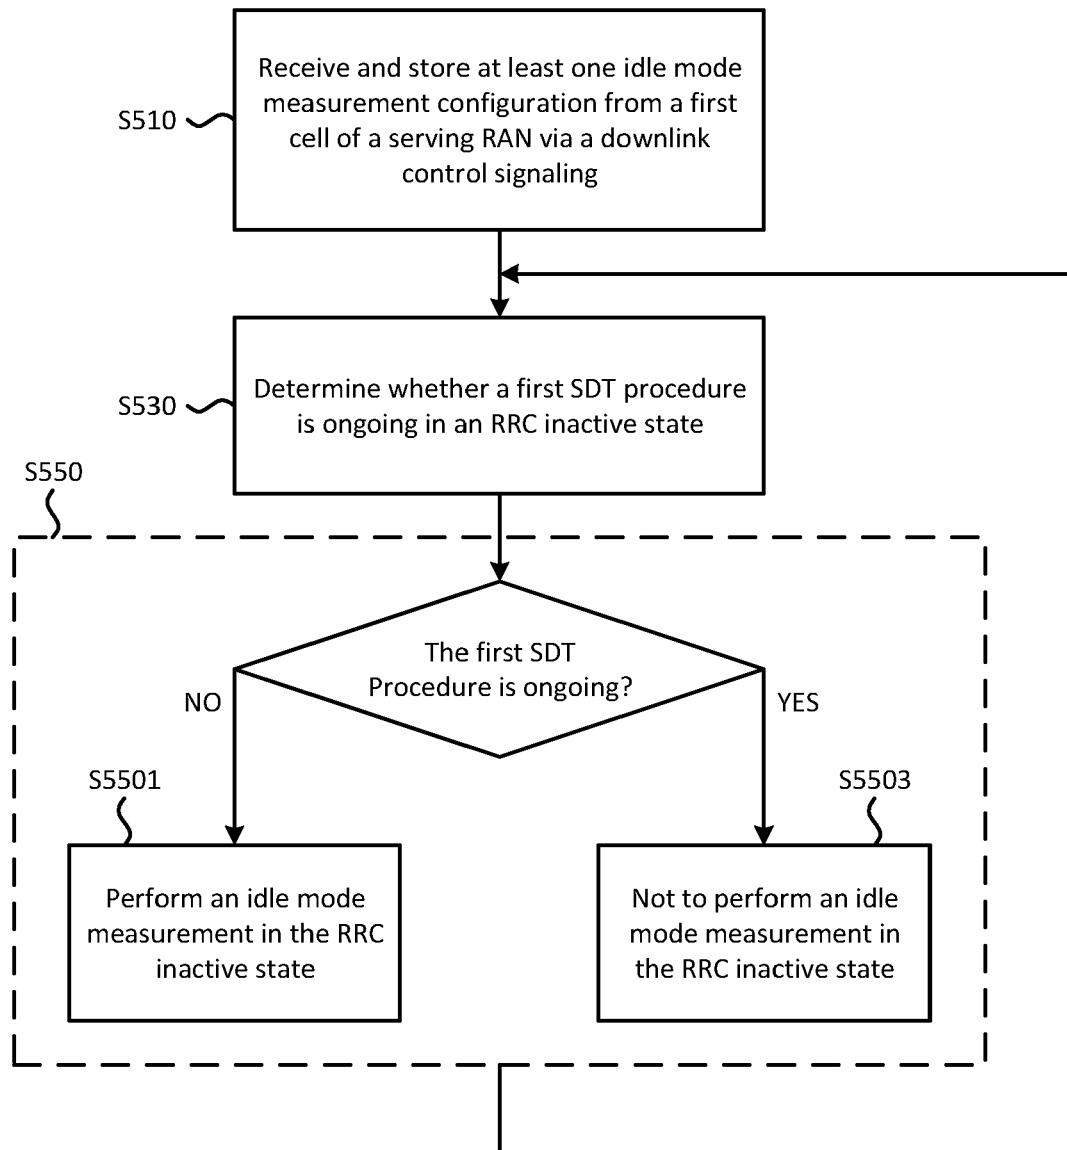 Receive and store at least one idle mode
measurement configuration from a first
cell of a serving RAN via a downlink
control signaling
S510
Determine whether a first SDT procedure
is ongoing in an RRC inactive state
S530
S550
The first SDT
Procedure is ongoing?
NO
YES
S5501
S5503
Perform an idle mode
measurement in the RRC
inactive state
Not to perform an idle
mode measurement in
the RRC inactive state